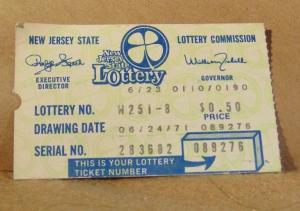 NEW JERSEY STATE
LOTTERY COMMISSION
New Jersey State
Lottery
EXECUTIVE DIRECTOR
GOVERNOR
6/23 0110/0190
LOTTERY NO. W251-8 $0.50
PRICE
DRAWING DATE 06/24/71 089276
SERIAL NO. 283682 089276
THIS IS YOUR LOTTERY
TICKET NUMBER